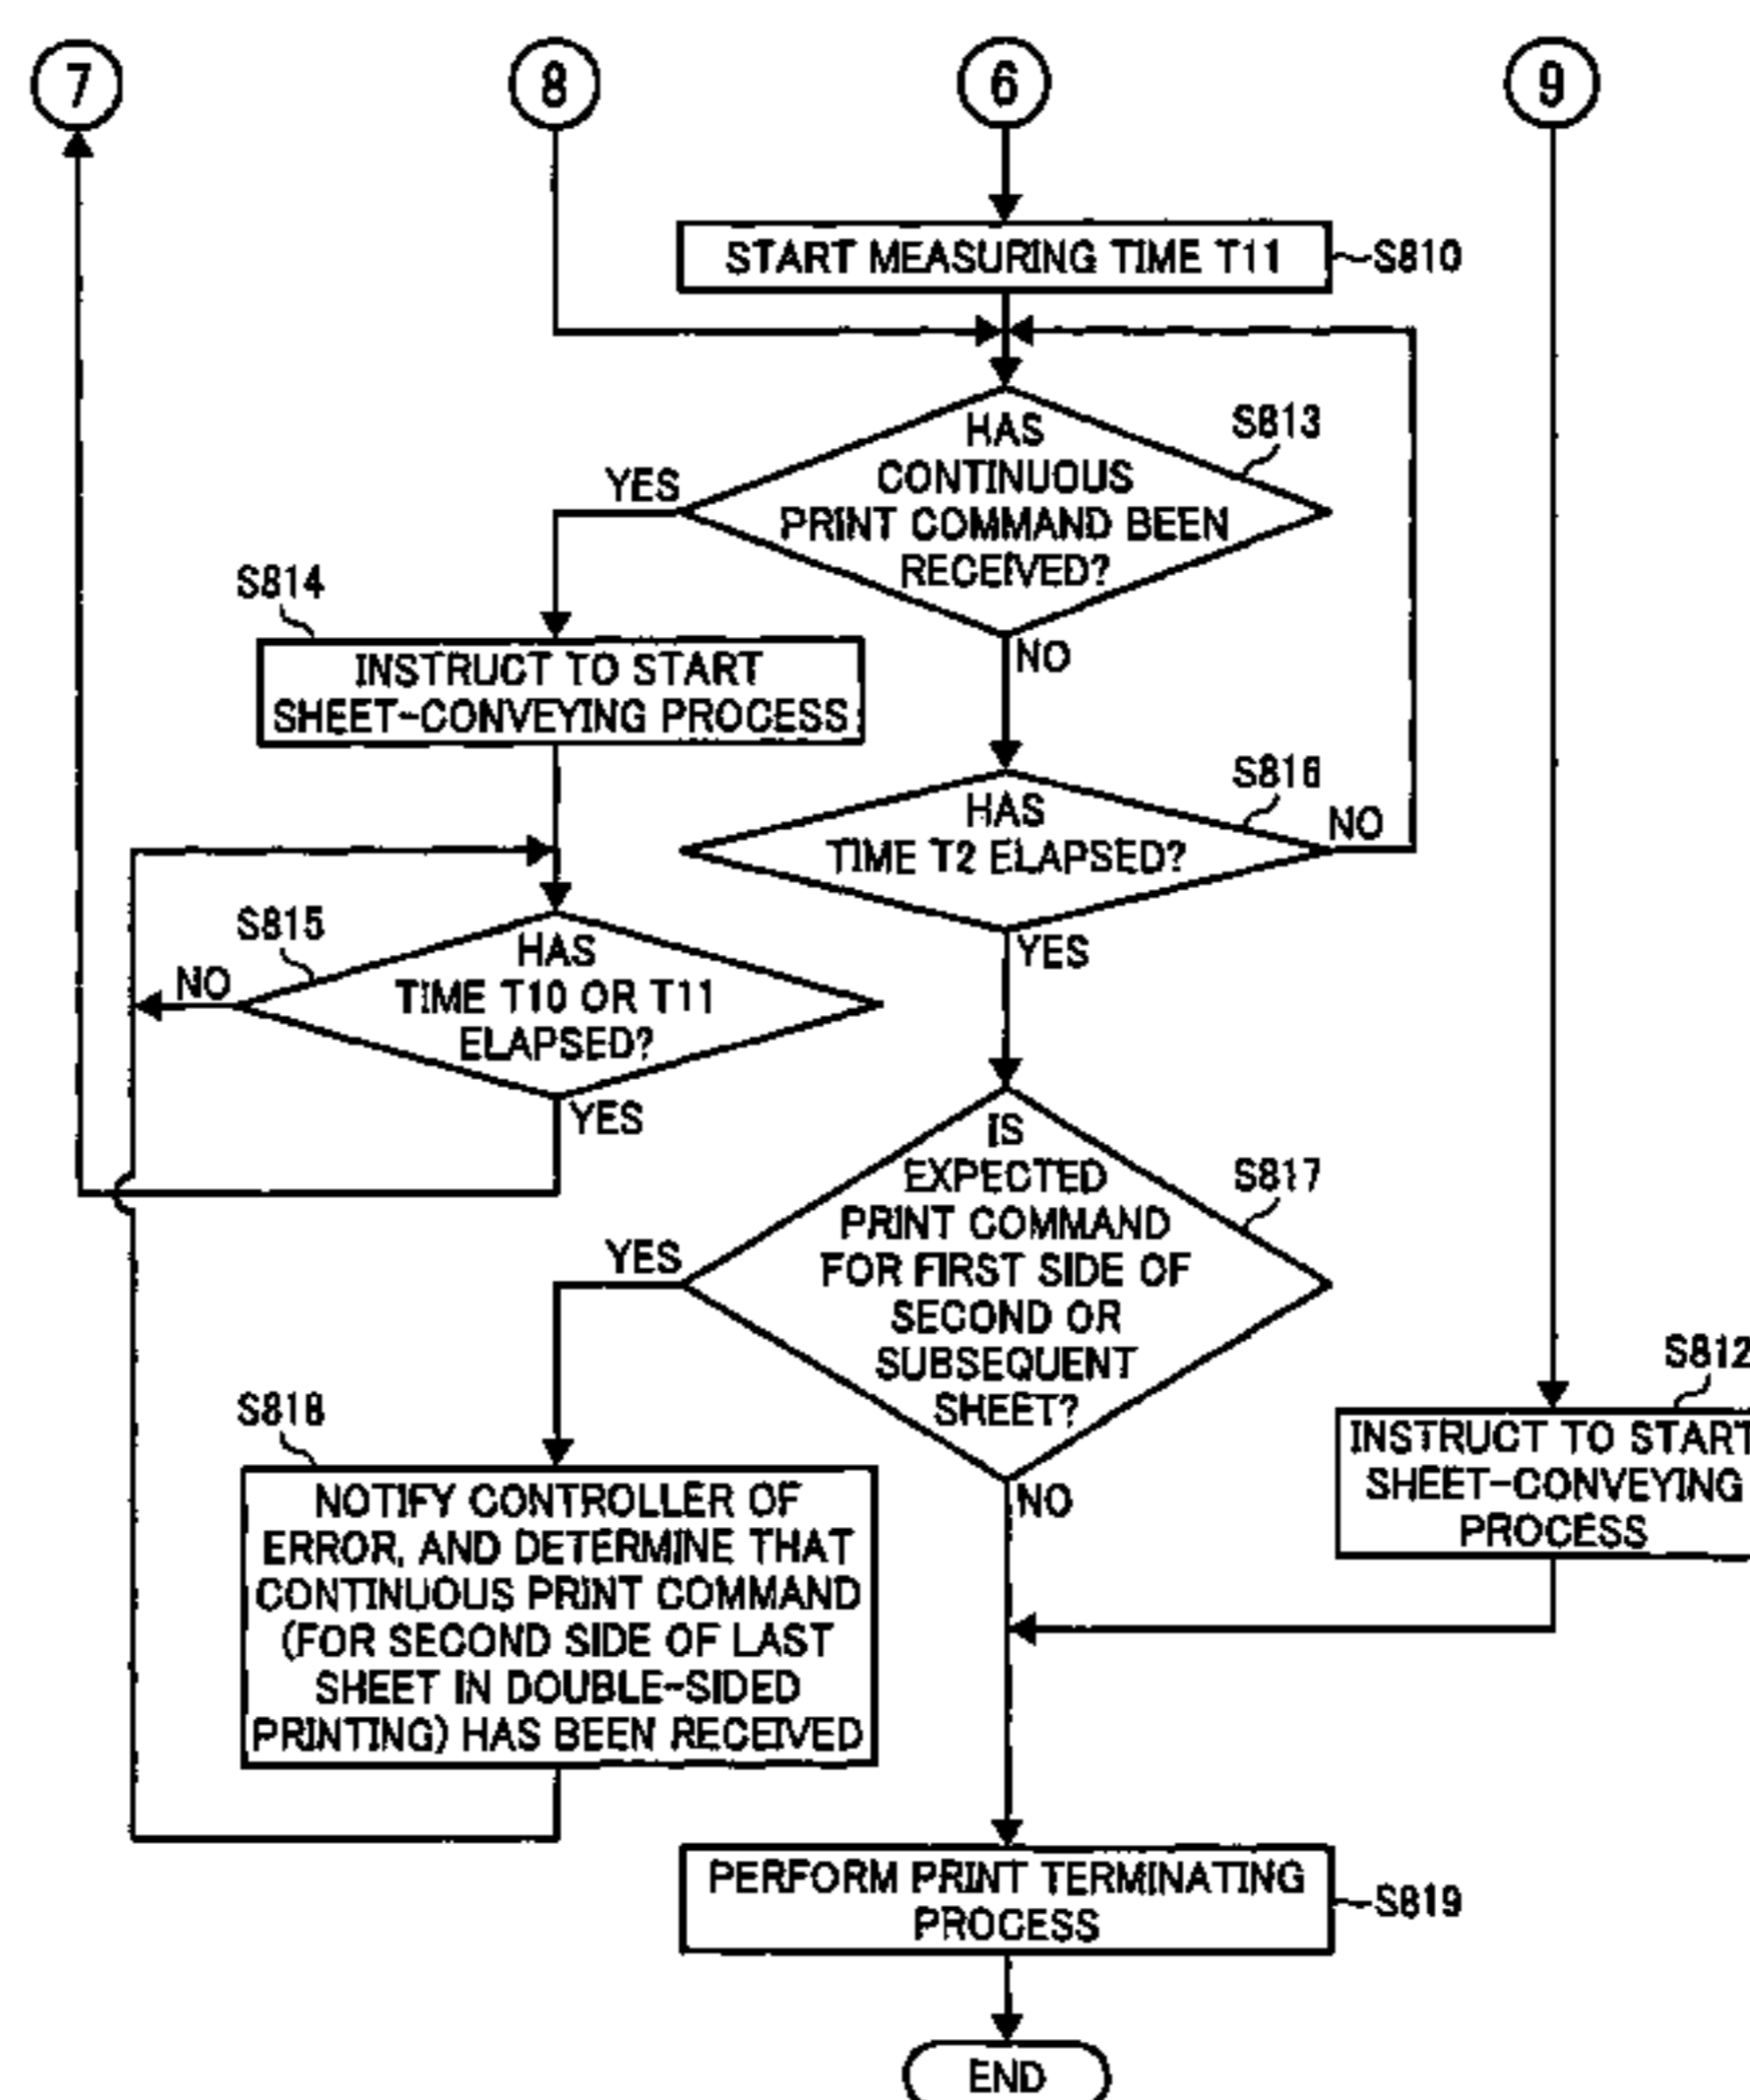 7
8
6
9
START MEASURING TIME T11
S810
HAS
CONTINUOUS
PRINT COMMAND BEEN
RECEIVED?
S813
YES
NO
S814
INSTRUCT TO START
SHEET-CONVEYING PROCESS
HAS
TIME T2 ELAPSED?
S816
NO
YES
S815
HAS
TIME T10 OR T11
ELAPSED?
NO
YES
IS
EXPECTED
PRINT COMMAND
FOR FIRST SIDE OF
SECOND OR
SUBSEQUENT
SHEET?
S817
YES
NO
S812
INSTRUCT TO START
SHEET-CONVEYING
PROCESS
S818
NOTIFY CONTROLLER OF
ERROR, AND DETERMINE THAT
CONTINUOUS PRINT COMMAND
(FOR SECOND SIDE OF LAST
SHEET IN DOUBLE-SIDED
PRINTING) HAS BEEN RECEIVED
PERFORM PRINT TERMINATING
PROCESS
S819
END